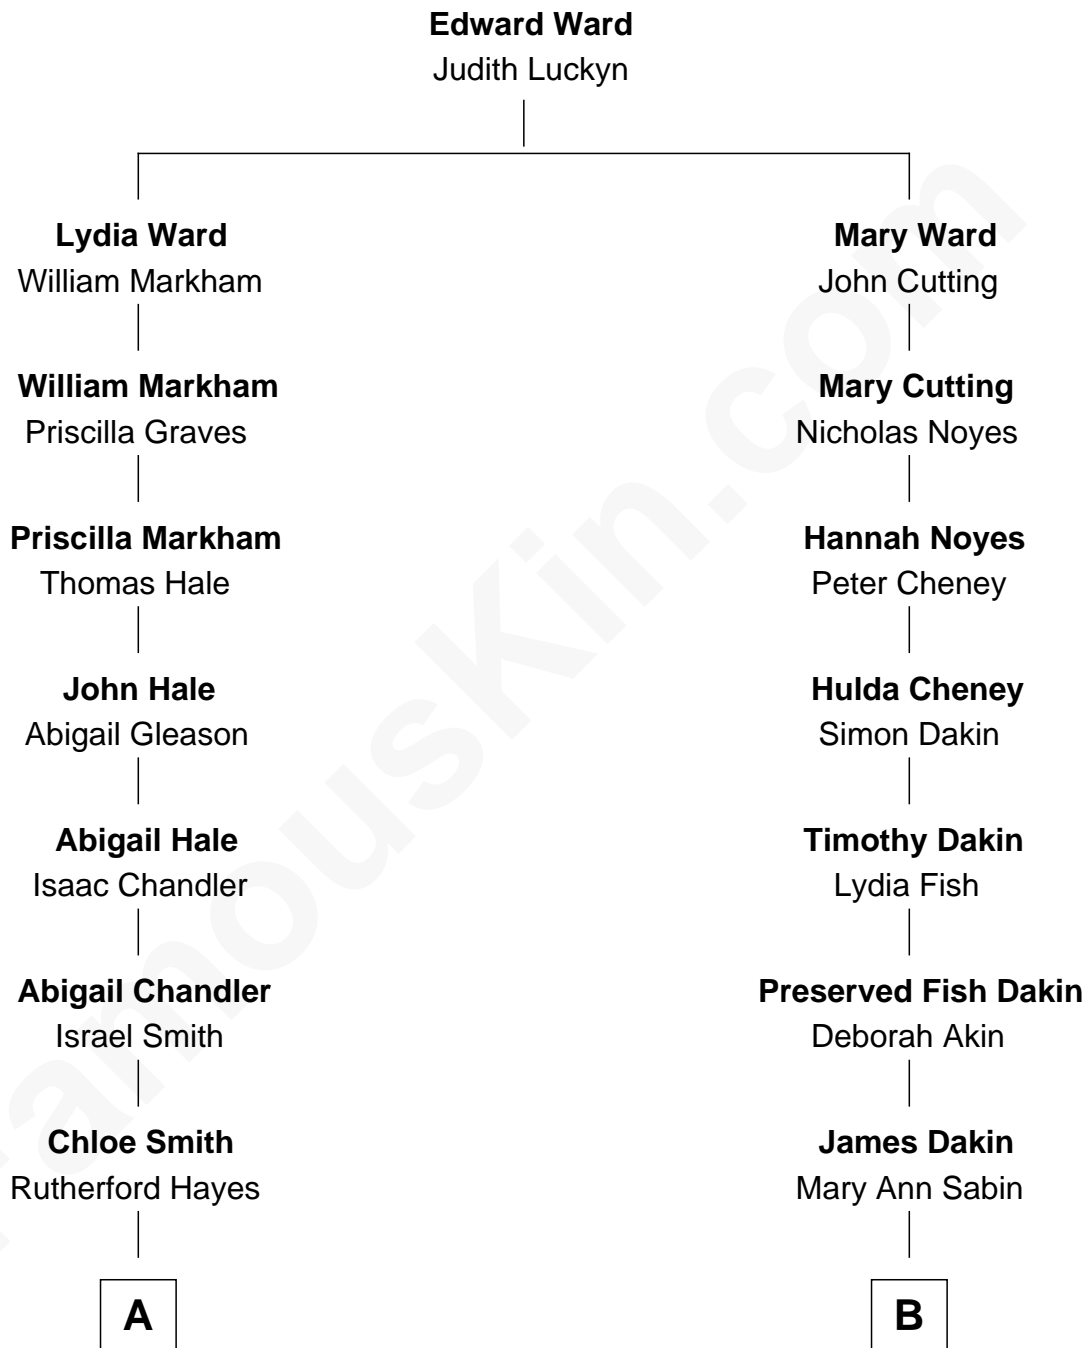 Edward Ward
Judith Luckyn
Lydia Ward
William Markham
William Markham
Priscilla Graves
Priscilla Markham
Thomas Hale
John Hale
Abigail Gleason
Abigail Hale
Isaac Chandler
Abigail Chandler
Israel Smith
Chloe Smith
Rutherford Hayes
A
Mary Ward
John Cutting
Mary Cutting
Nicholas Noyes
Hannah Noyes
Peter Cheney
Hulda Cheney
Simon Dakin
Timothy Dakin
Lydia Fish
Preserved Fish Dakin
Deborah Akin
James Dakin
Mary Ann Sabin
B
FamousKin.com